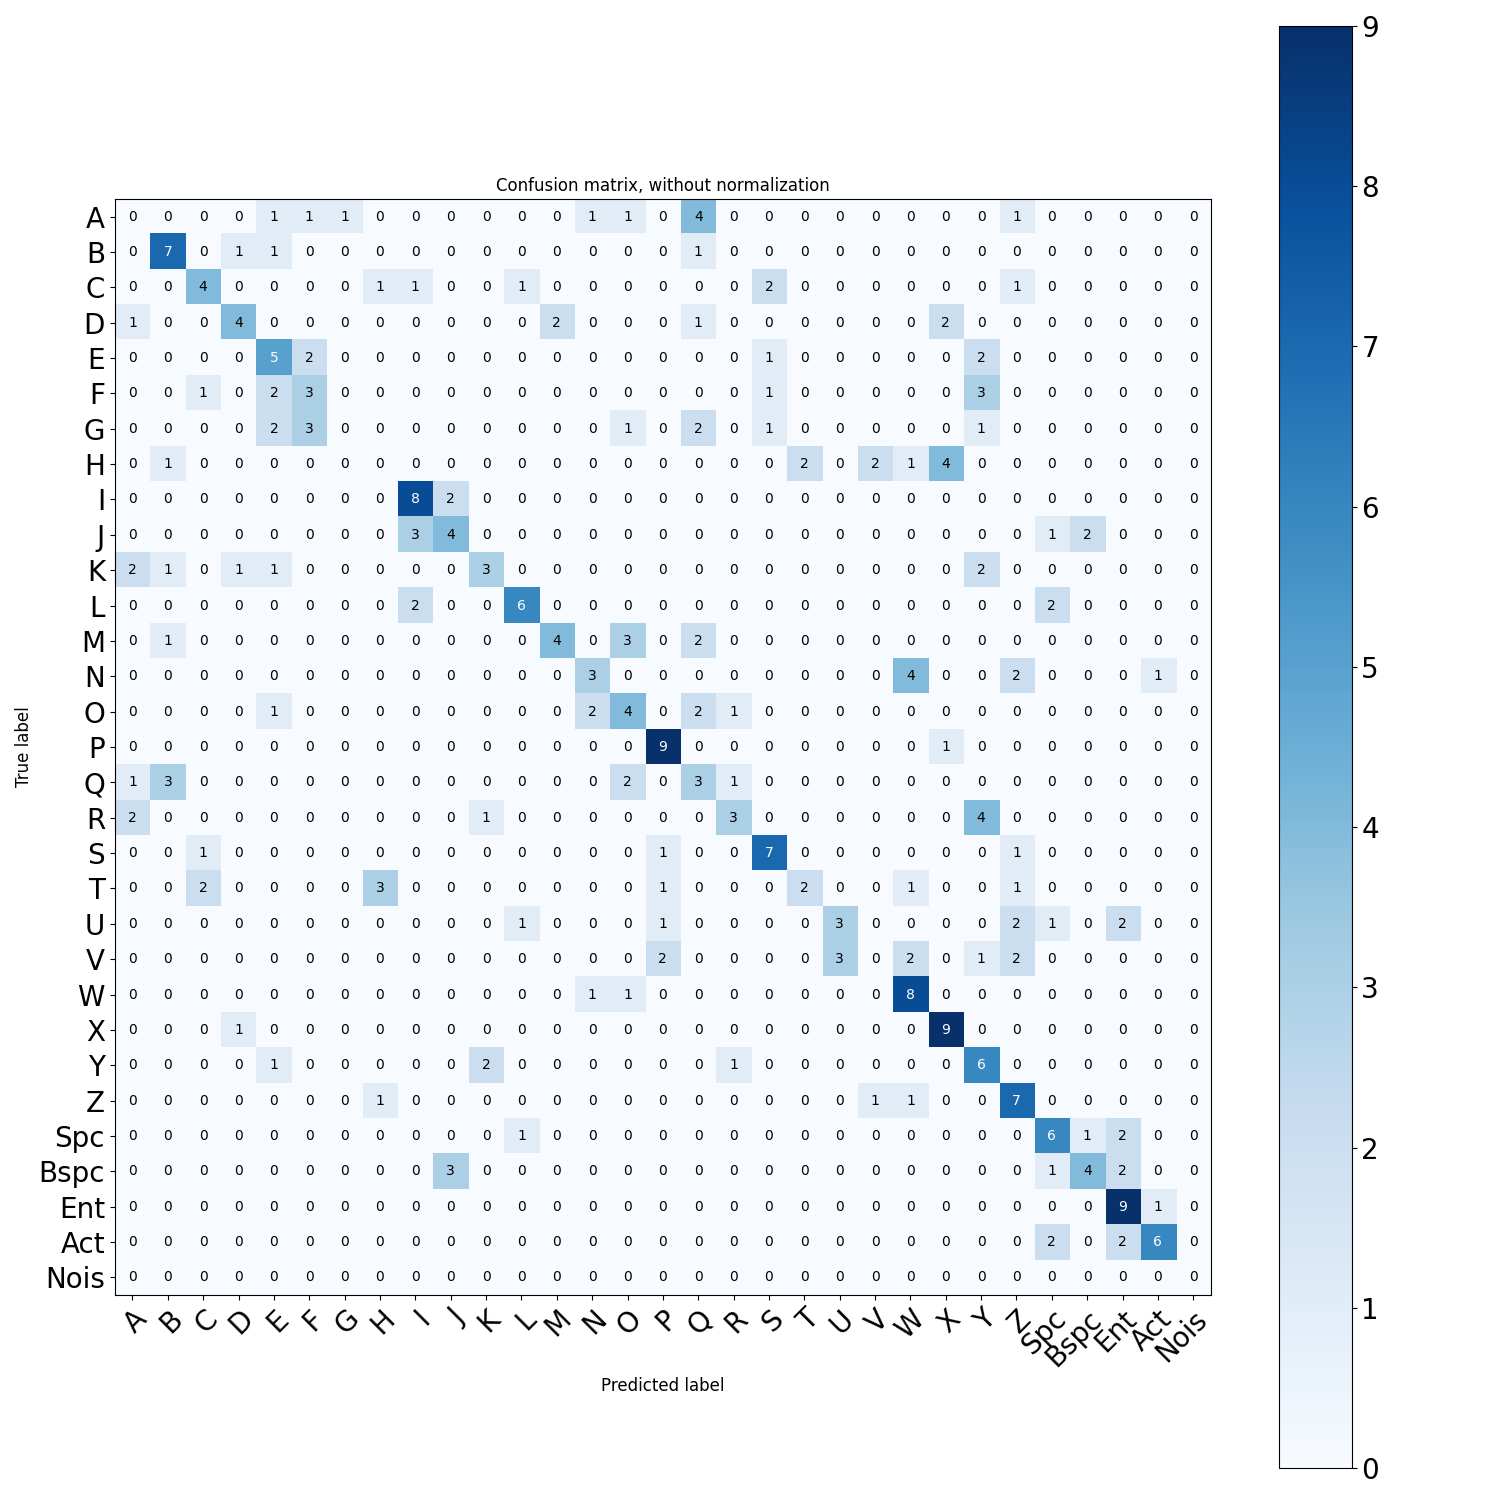 Confusion matrix, without normalization
A 0 0 0 0 1 1 1 0 0 0 0 0 0 1 1 0 4 0 0 0 0 0 0 0 0 1 0 0 0 0 0
B 0 7 0 1 1 0 0 0 0 0 0 0 0 0 0 0 1 0 0 0 0 0 0 0 0 0 0 0 0 0 0
C 0 0 4 0 0 0 0 1 1 0 0 1 0 0 0 0 0 0 2 0 0 0 0 0 0 1 0 0 0 0 0
D 1 0 0 4 0 0 0 0 0 0 0 0 2 0 0 0 1 0 0 0 0 0 0 2 0 0 0 0 0 0 0
E 0 0 0 0 5 2 0 0 0 0 0 0 0 0 0 0 0 0 1 0 0 0 0 0 2 0 0 0 0 0 0
F 0 0 1 0 2 3 0 0 0 0 0 0 0 0 0 0 0 0 1 0 0 0 0 0 3 0 0 0 0 0 0
G 0 0 0 0 2 3 0 0 0 0 0 0 0 0 1 0 2 0 1 0 0 0 0 0 1 0 0 0 0 0 0
H 0 1 0 0 0 0 0 0 0 0 0 0 0 0 0 0 0 0 0 2 0 2 1 4 0 0 0 0 0 0 0
I 0 0 0 0 0 0 0 0 8 2 0 0 0 0 0 0 0 0 0 0 0 0 0 0 0 0 0 0 0 0 0
J 0 0 0 0 0 0 0 0 3 4 0 0 0 0 0 0 0 0 0 0 0 0 0 0 0 0 1 2 0 0 0
K 2 1 0 1 1 0 0 0 0 0 3 0 0 0 0 0 0 0 0 0 0 0 0 0 2 0 0 0 0 0 0
L 0 0 0 0 0 0 0 0 2 0 0 6 0 0 0 0 0 0 0 0 0 0 0 0 0 0 2 0 0 0 0
M 0 1 0 0 0 0 0 0 0 0 0 0 4 0 3 0 2 0 0 0 0 0 0 0 0 0 0 0 0 0 0
N 0 0 0 0 0 0 0 0 0 0 0 0 0 3 0 0 0 0 0 0 0 0 4 0 0 2 0 0 0 1 0
O 0 0 0 0 1 0 0 0 0 0 0 0 0 2 4 0 2 1 0 0 0 0 0 0 0 0 0 0 0 0 0
P 0 0 0 0 0 0 0 0 0 0 0 0 0 0 0 9 0 0 0 0 0 0 0 1 0 0 0 0 0 0 0
Q 1 3 0 0 0 0 0 0 0 0 0 0 0 0 2 0 3 1 0 0 0 0 0 0 0 0 0 0 0 0 0
R 2 0 0 0 0 0 0 0 0 0 1 0 0 0 0 0 0 3 0 0 0 0 0 0 4 0 0 0 0 0 0
S 0 0 1 0 0 0 0 0 0 0 0 0 0 0 0 1 0 0 7 0 0 0 0 0 0 1 0 0 0 0 0
T 0 0 2 0 0 0 0 3 0 0 0 0 0 0 0 1 0 0 0 2 0 0 1 0 0 1 0 0 0 0 0
U 0 0 0 0 0 0 0 0 0 0 0 1 0 0 0 1 0 0 0 0 3 0 0 0 0 2 1 0 2 0 0
V 0 0 0 0 0 0 0 0 0 0 0 0 0 0 0 2 0 0 0 0 3 0 2 0 1 2 0 0 0 0 0
W 0 0 0 0 0 0 0 0 0 0 0 0 0 1 1 0 0 0 0 0 0 0 8 0 0 0 0 0 0 0 0
X 0 0 0 1 0 0 0 0 0 0 0 0 0 0 0 0 0 0 0 0 0 0 0 9 0 0 0 0 0 0 0
Y 0 0 0 0 1 0 0 0 0 0 2 0 0 0 0 0 0 1 0 0 0 0 0 0 6 0 0 0 0 0 0
Z 0 0 0 0 0 0 0 1 0 0 0 0 0 0 0 0 0 0 0 0 0 1 1 0 0 7 0 0 0 0 0
Spc 0 0 0 0 0 0 0 0 0 0 0 1 0 0 0 0 0 0 0 0 0 0 0 0 0 0 6 1 2 0 0
Bspc 0 0 0 0 0 0 0 0 0 3 0 0 0 0 0 0 0 0 0 0 0 0 0 0 0 0 1 4 2 0 0
Ent 0 0 0 0 0 0 0 0 0 0 0 0 0 0 0 0 0 0 0 0 0 0 0 0 0 0 0 0 9 1 0
Act 0 0 0 0 0 0 0 0 0 0 0 0 0 0 0 0 0 0 0 0 0 0 0 0 0 0 2 0 2 6 0
Nois 0 0 0 0 0 0 0 0 0 0 0 0 0 0 0 0 0 0 0 0 0 0 0 0 0 0 0 0 0 0 0
A B C D E F G H I J K L M N O P Q R S T U V W X Y Z Spc Bspc Ent Act Nois
Predicted label
True label
9
8
7
6
5
4
3
2
1
0